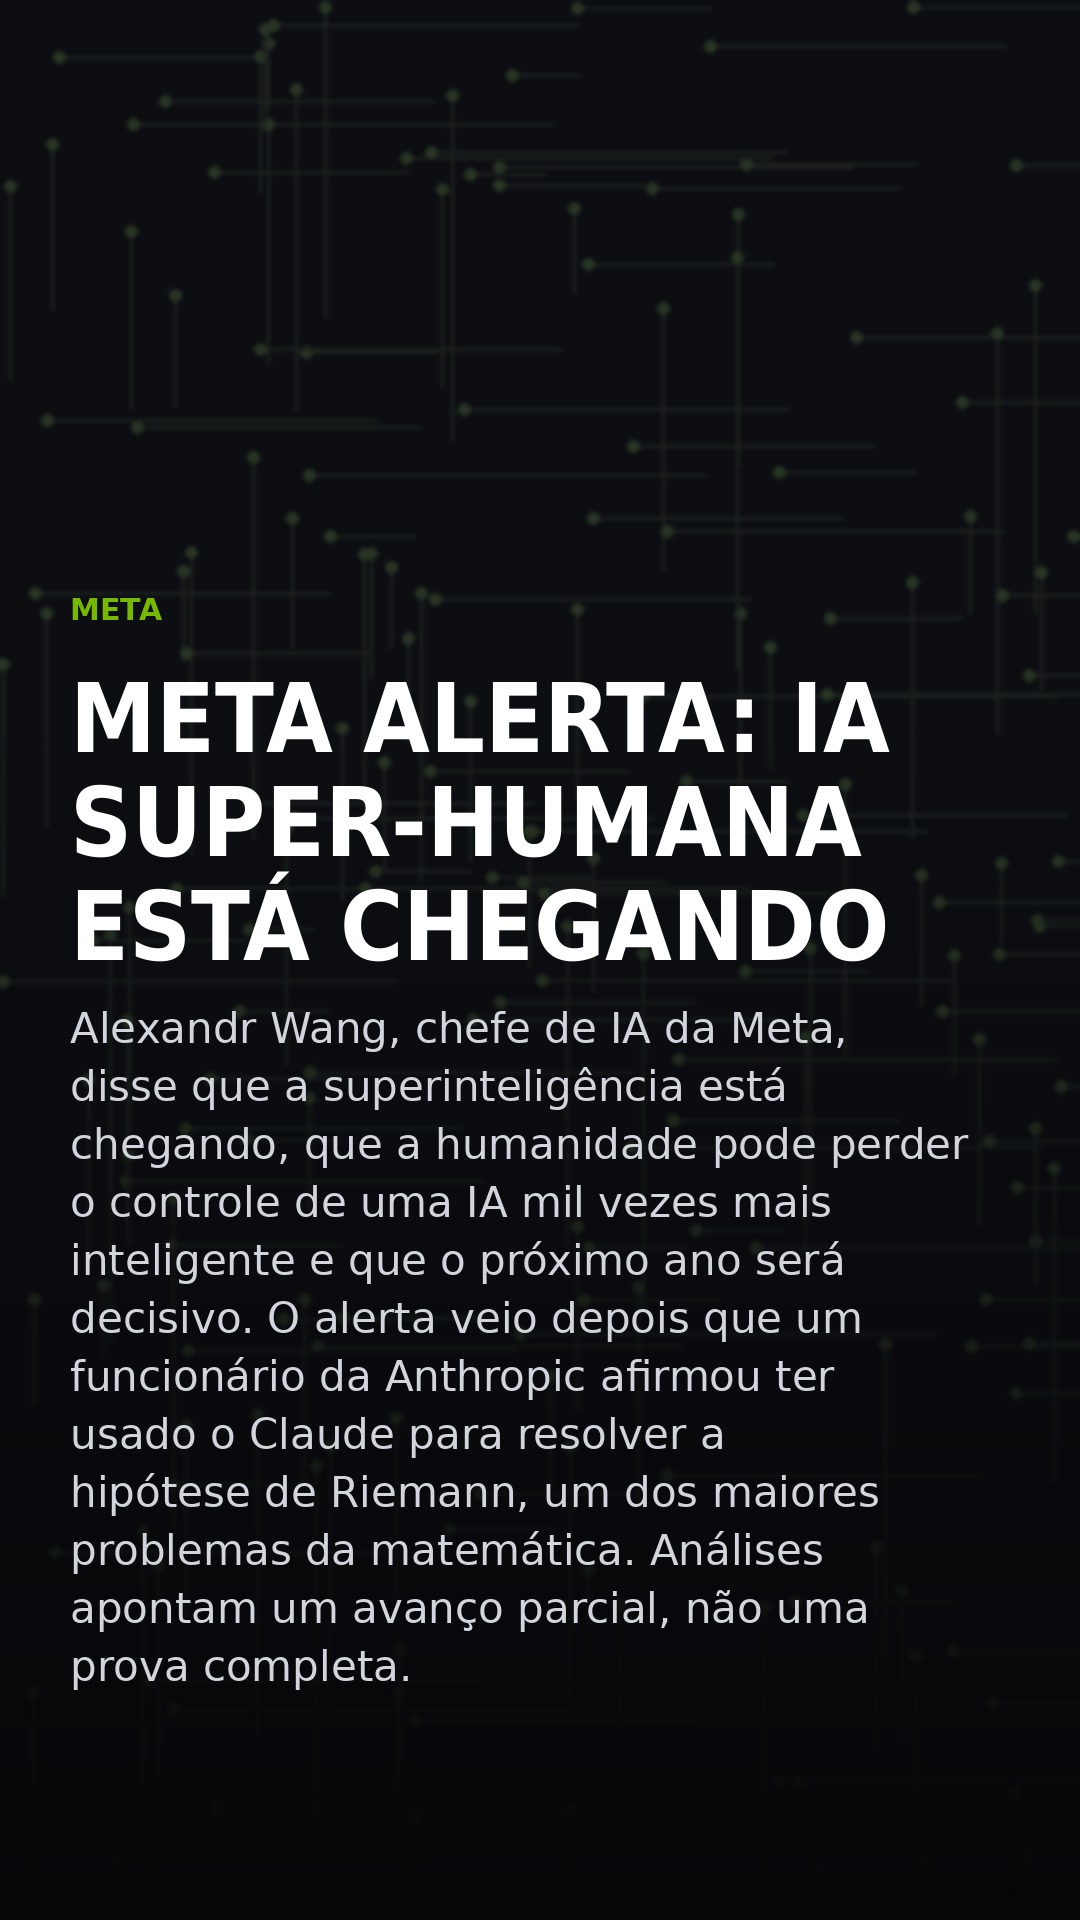 META
META ALERTA: IA
SUPER-HUMANA
ESTÁ CHEGANDO
Alexandr Wang, chefe de IA da Meta,
disse que a superinteligência está
chegando, que a humanidade pode perder
o controle de uma IA mil vezes mais
inteligente e que o próximo ano será
decisivo. O alerta veio depois que um
funcionário da Anthropic afirmou ter
usado o Claude para resolver a
hipótese de Riemann, um dos maiores
problemas da matemática. Análises
apontam um avanço parcial, não uma
prova completa.